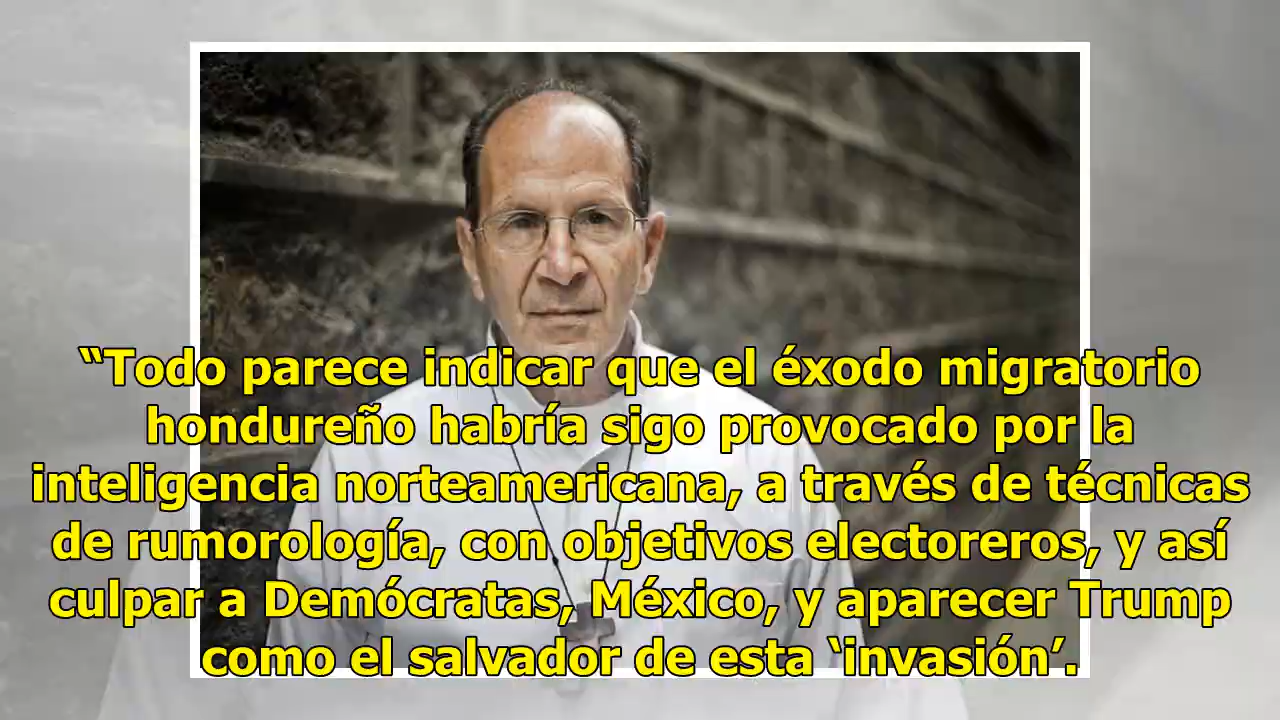 “Todo parece indicar que el éxodo migratorio
hondureño habría sigo provocado por la
inteligencia norteamericana, a través de técnicas
de rumorología, con objetivos electoreros, y así
culpar a Demócratas, México, y aparecer Trump
como el salvador de esta ‘invasión’.